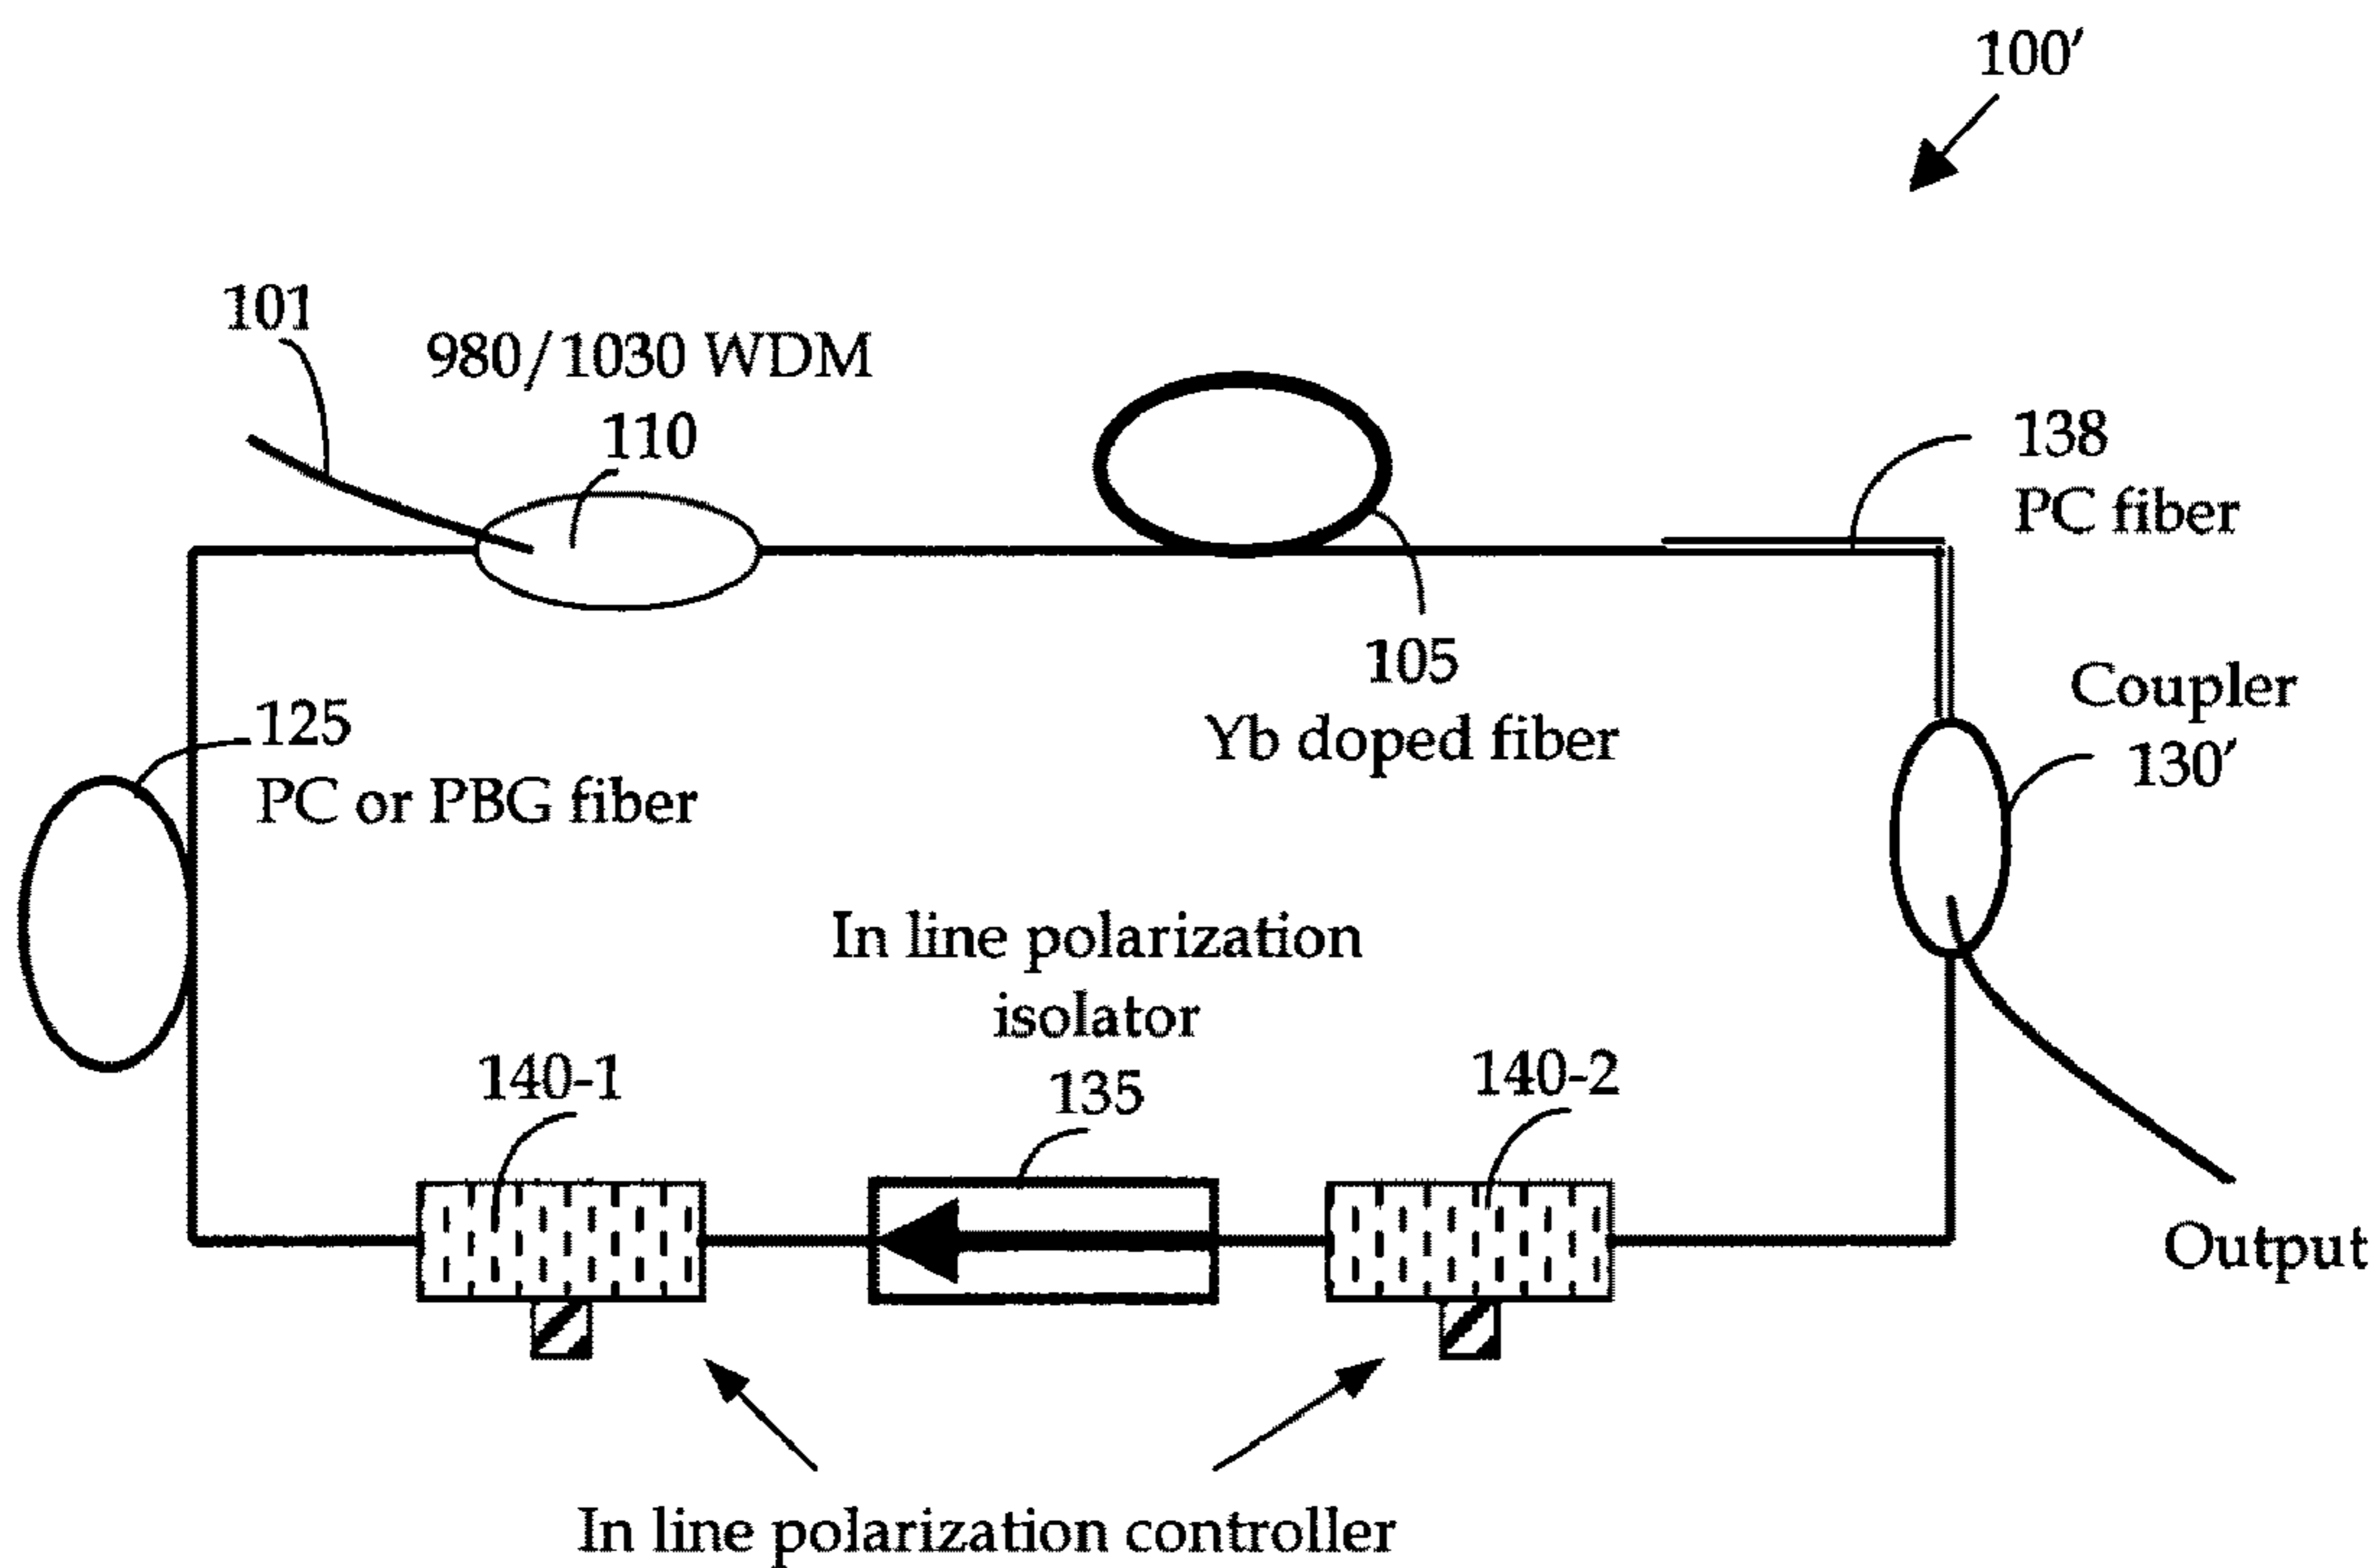 100′
101
980/1030 WDM
110
138
PC fiber
105
Yb doped fiber
Coupler
130′
125
PC or PBG fiber
In line polarization
isolator
135
140-1
140-2
Output
In line polarization controller